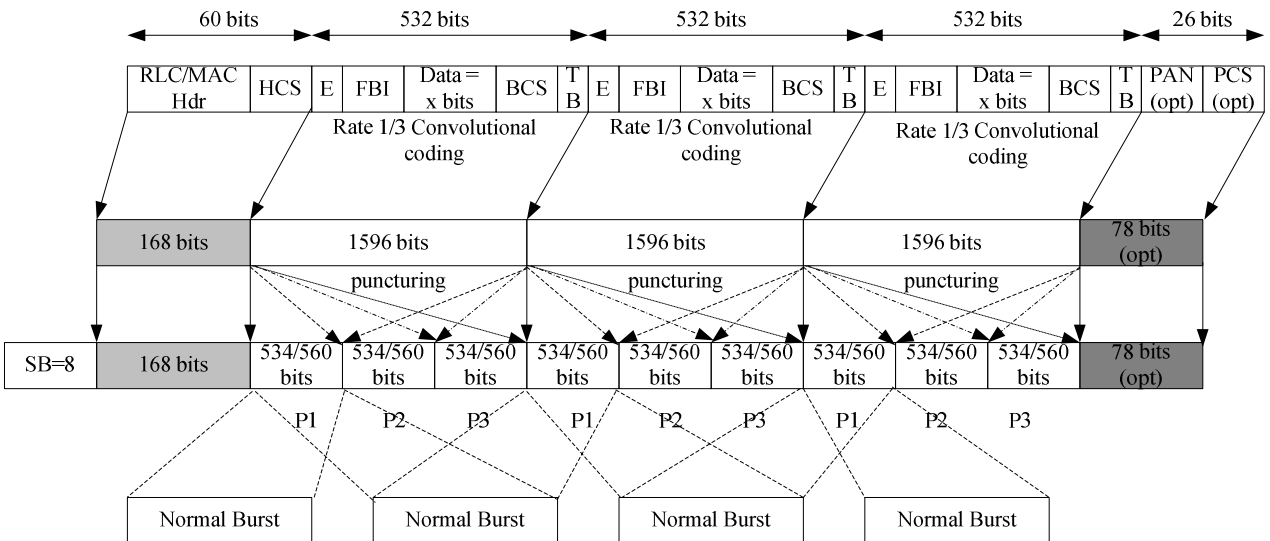 60 bits 532 bits 532 bits 532 bits 26 bits
RLC/MAC Hdr HCS E FBI Data = x bits BCS T B E FBI Data = x bits BCS T B E FBI Data = x bits BCS T B PAN (opt) PCS (opt)
Rate 1/3 Convolutional coding Rate 1/3 Convolutional coding Rate 1/3 Convolutional coding
168 bits 1596 bits 1596 bits 1596 bits 78 bits (opt)
puncturing puncturing puncturing
SB=8 168 bits 534/560 bits 534/560 bits 534/560 bits 534/560 bits 534/560 bits 534/560 bits 534/560 bits 534/560 bits 534/560 bits 78 bits (opt)
P1 P2 P3 P1 P2 P3 P1 P2 P3
Normal Burst Normal Burst Normal Burst Normal Burst